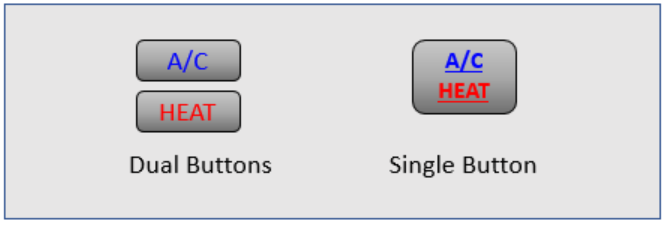 A/C
HEAT
Dual Buttons
A/C
HEAT
Single Button